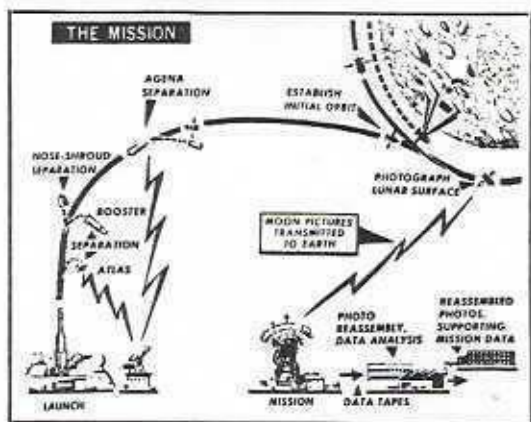 THE MISSION
AGENA
SEPARATION
ESTABLISH
INITIAL ORBIT
NOSE-SHROUD
SEPARATION
PHOTOGRAPH
LUNAR SURFACE
BOOSTER
SEPARATION
ATLAS
MOON PICTURES
TRANSMITTED
TO EARTH
PHOTO
REASSEMBLY,
DATA ANALYSIS
REASSEMBLED
PHOTOS,
SUPPORTING
MISSION DATA
LAUNCH
MISSION
DATA TAPES